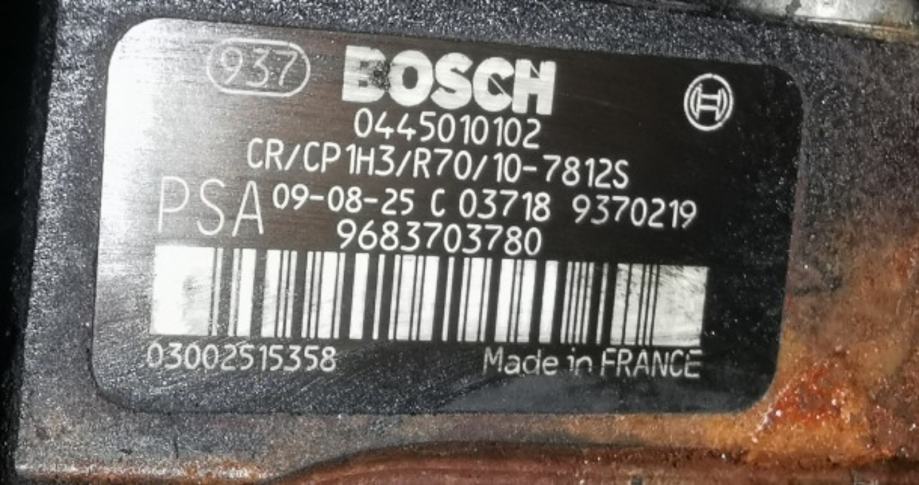 937 BOSCH
0445010102
CR/CP1H3/R70/10-7812S
PSA 09-08-25 C 03718 9370219
9683703780
03002515358 Made in FRANCE